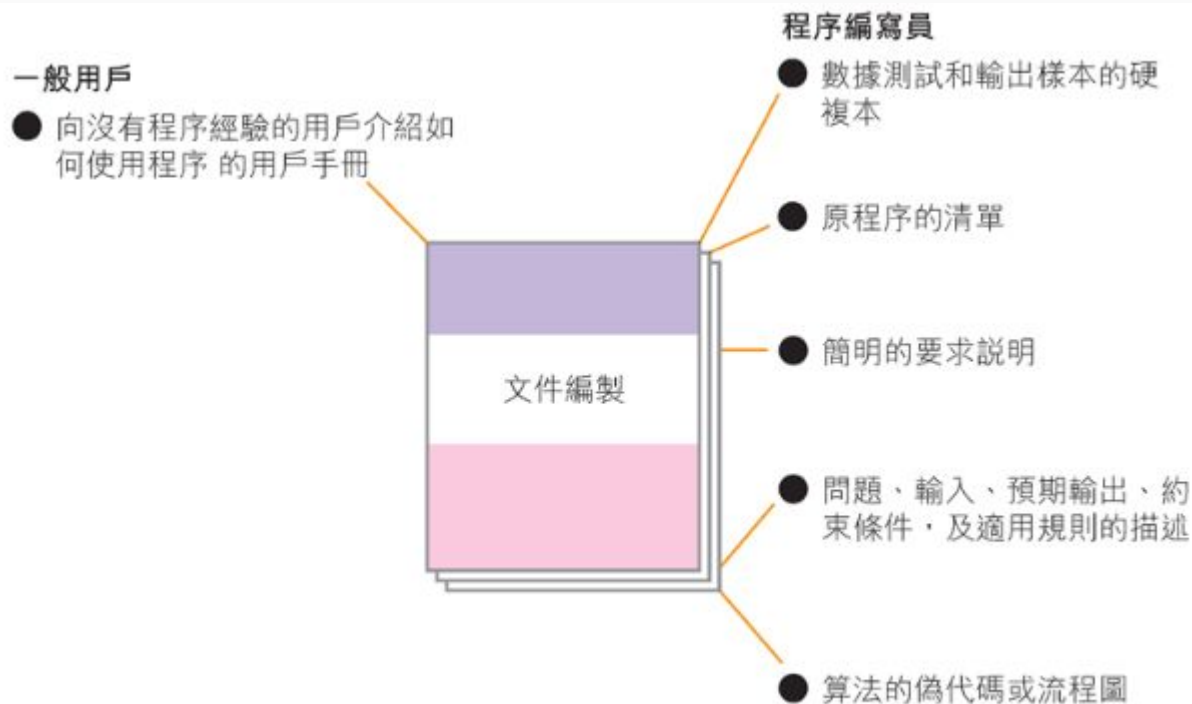 一般用戶
● 向沒有程序經驗的用戶介紹如
何使用程序 的用戶手冊
程序編寫員
● 數據測試和輸出樣本的硬
複本
● 原程序的清單
● 簡明的要求説明
● 問題、輸入、預期輸出、約
束條件，及適用規則的描述
● 算法的偽代碼或流程圖
文件編製